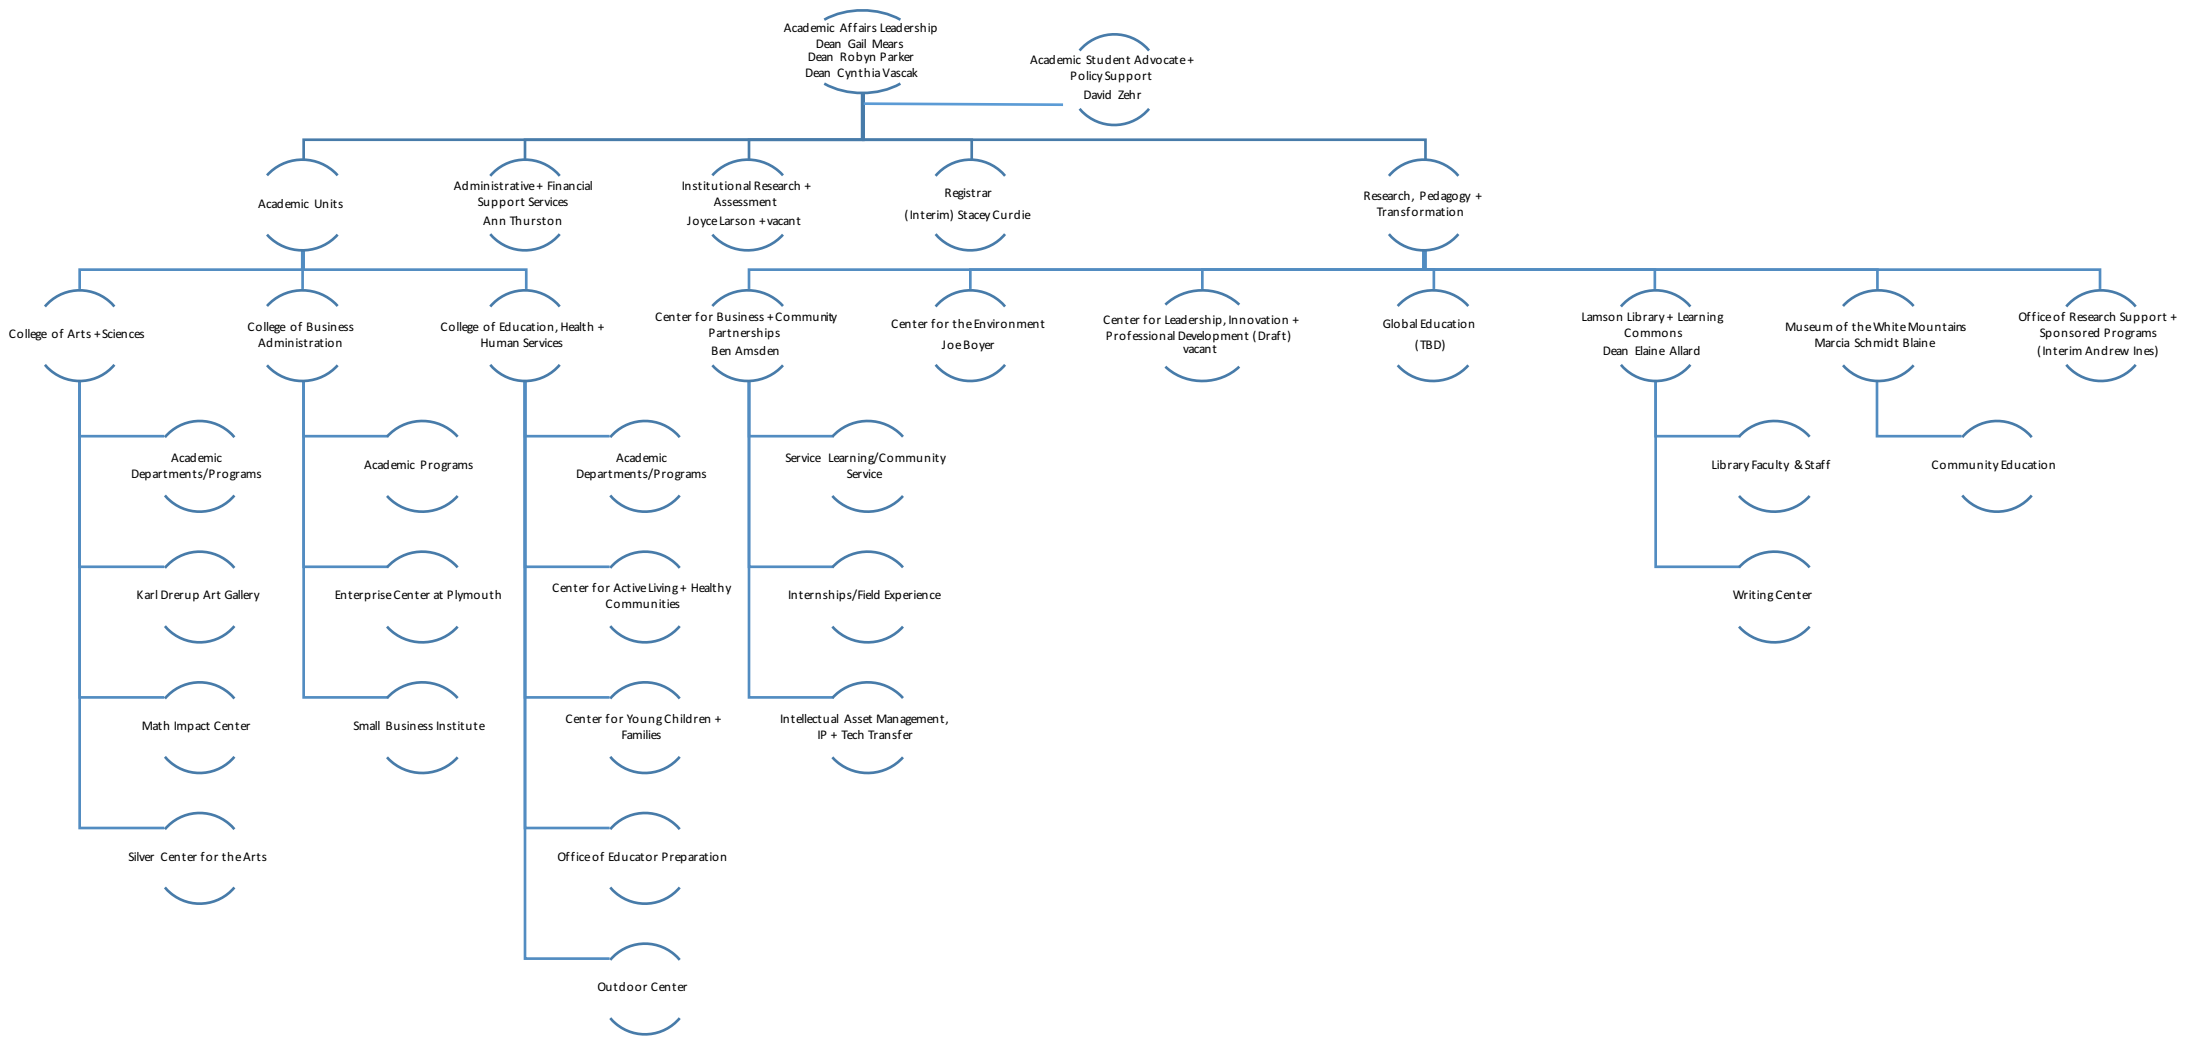 Academic Affairs Leadership
Dean Gail Mears
Dean Robyn Parker
Dean Cynthia Vascak
Academic Student Advocate +
Policy Support
David Zehr
Academic Units
Administrative + Financial
Support Services
Ann Thurston
Institutional Research +
Assessment
Joyce Larson + vacant
Registrar
(Interim) Stacey Curdie
Research, Pedagogy +
Transformation
College of Arts + Sciences
College of Business
Administration
College of Education, Health +
Human Services
Center for Business + Community
Partnerships
Ben Amsden
Center for the Environment
Joe Boyer
Center for Leadership, Innovation +
Professional Development (Draft)
vacant
Global Education
(TBD)
Lamson Library + Learning
Commons
Dean Elaine Allard
Museum of the White Mountains
Marcia Schmidt Blaine
Office of Research Support +
Sponsored Programs
(Interim Andrew Ines)
Academic
Departments/Programs
Academic Programs
Academic
Departments/Programs
Service Learning/Community
Service
Library Faculty & Staff
Community Education
Karl Drerup Art Gallery
Enterprise Center at Plymouth
Center for Active Living + Healthy
Communities
Internships/Field Experience
Writing Center
Math Impact Center
Small Business Institute
Center for Young Children +
Families
Intellectual Asset Management,
IP + Tech Transfer
Silver Center for the Arts
Office of Educator Preparation
Outdoor Center